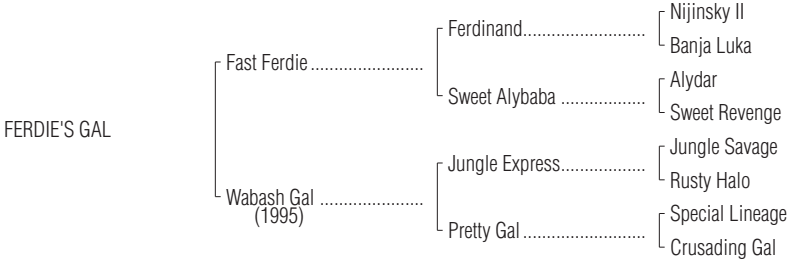 Nijinsky II
Ferdinand........................
Banja Luka
Fast Ferdie ......................
Alydar
Sweet Alybaba .................
Sweet Revenge
FERDIE'S GAL
Jungle Savage
Jungle Express.................
Rusty Halo
Wabash Gal ....................
(1995)
Special Lineage
Pretty Gal ........................
Crusading Gal